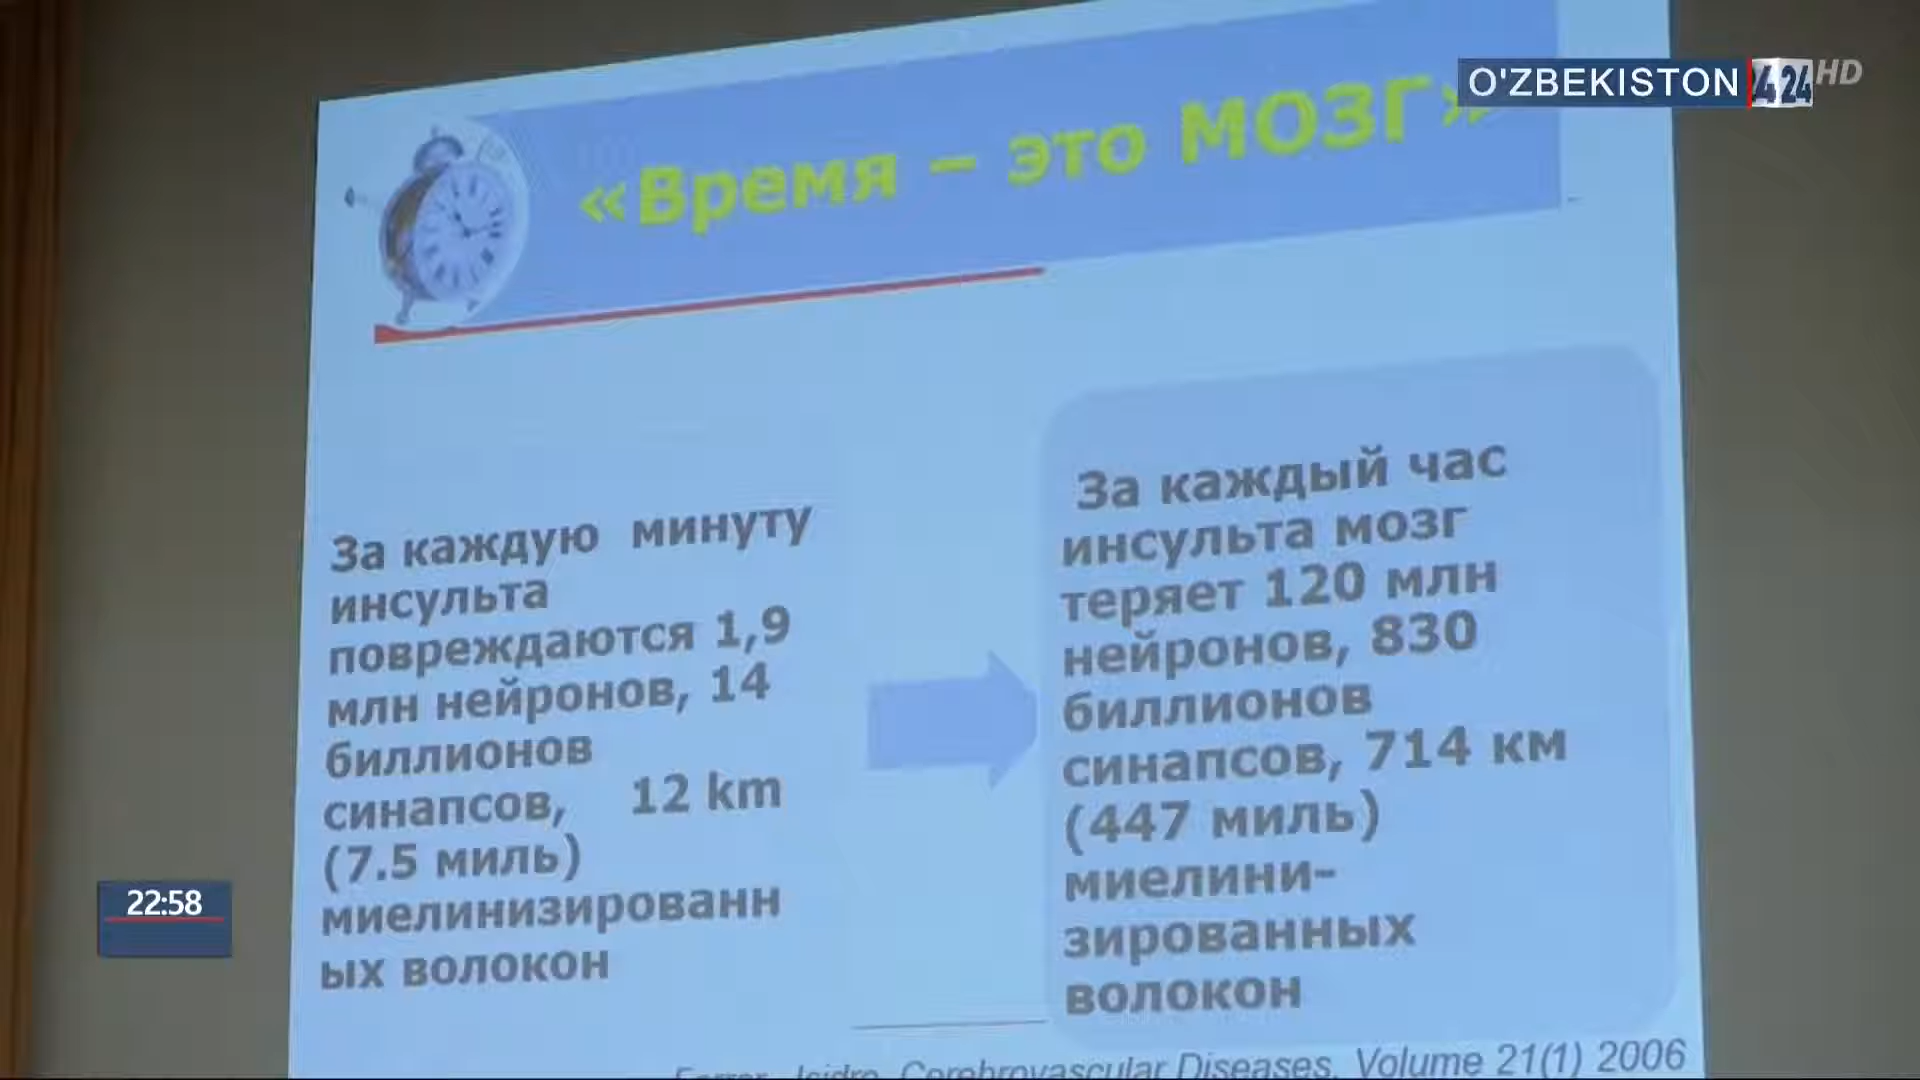 O'ZBEKISTON 24 24 HD
«Время – это МОЗГ»
За каждую минуту
инсульта
повреждаются 1,9
млн нейронов, 14
биллионов
синапсов, 12 km
(7.5 миль)
миелинизированн
ых волокон
За каждый час
инсульта мозг
теряет 120 млн
нейронов, 830
биллионов
синапсов, 714 км
(447 миль)
миелини-
зированных
волокон
Cerebrovascular Diseases, Volume 21(1) 2006
22:58